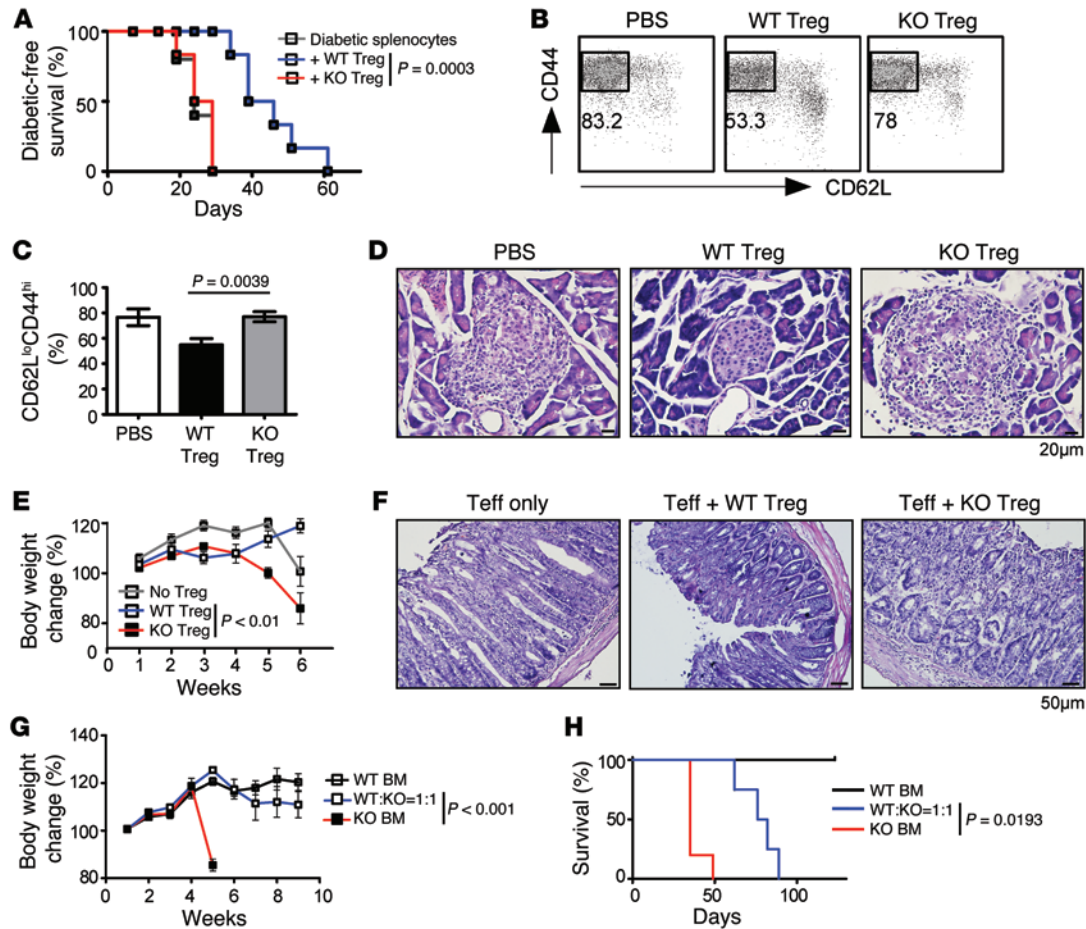 A
100
50
0
Diabetic-free
survival (%)
0 20 40 60
Days
Diabetic splenocytes
+ WT Treg
+ KO Treg
P = 0.0003
B
PBS
WT Treg
KO Treg
CD44
83.2
53.3
78
CD62L
C
P = 0.0039
100
80
60
40
20
0
CD62LloCD44hi
(%)
PBS
WT
Treg
KO
Treg
D
PBS
WT Treg
KO Treg
20µm
E
120
100
80
60
Body weight
change (%)
No Treg
WT Treg
KO Treg
P < 0.01
0 1 2 3 4 5 6
Weeks
F
Teff only
Teff + WT Treg
Teff + KO Treg
50µm
G
140
120
100
80
Body weight
change (%)
0 2 4 6 8 10
Weeks
WT BM
WT:KO=1:1
KO BM
P < 0.001
H
100
50
0
Survival (%)
0 50 100
Days
WT BM
WT:KO=1:1
KO BM
P = 0.0193